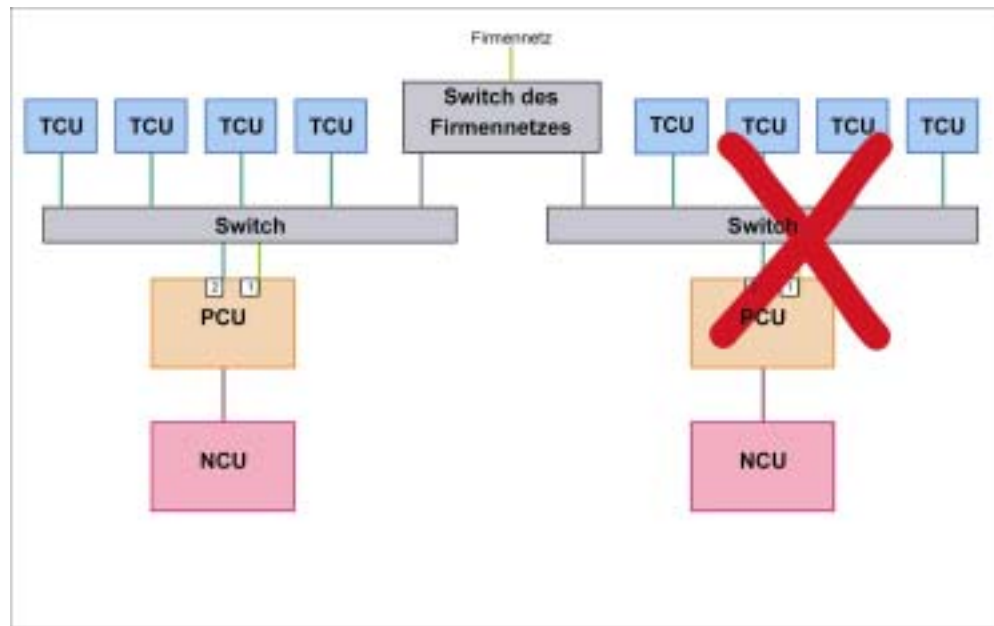 Firmennetz
Switch des
Firmennetzes
TCU TCU TCU TCU
TCU TCU TCU TCU
Switch
Switch
2 1
1
PCU
PCU
NCU
NCU